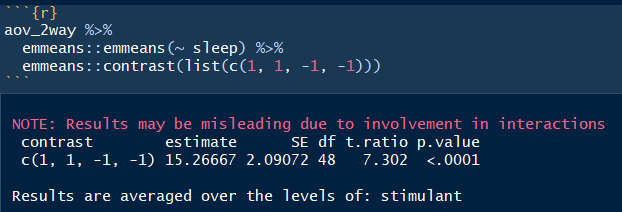 ```{r}
aov_2way %>%
  emmeans::emmeans(~ sleep) %>%
  emmeans::contrast(list(c(1, 1, -1, -1)))
```
NOTE: Results may be misleading due to involvement in interactions
 contrast        estimate      SE df t.ratio p.value
 c(1, 1, -1, -1) 15.26667 2.09072 48   7.302  <.0001
Results are averaged over the levels of: stimulant